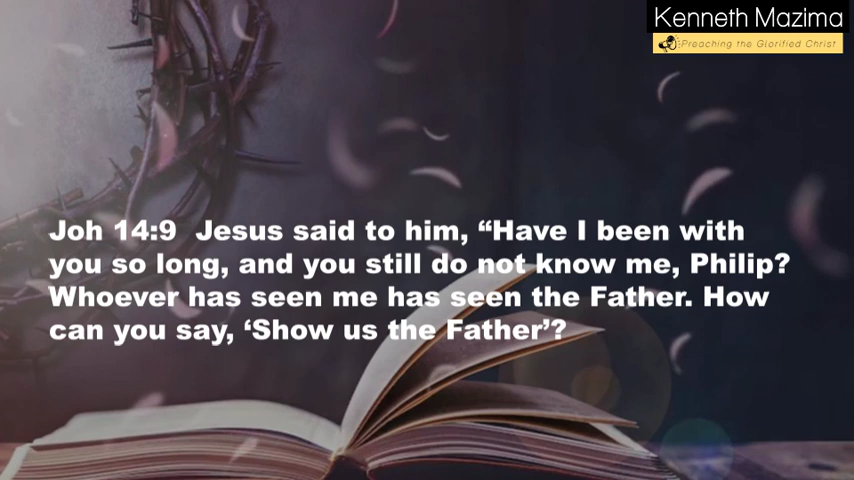 Kenneth Mazima
Preaching the Glorified Christ
Joh 14:9  Jesus said to him, “Have I been with
you so long, and you still do not know me, Philip?
Whoever has seen me has seen the Father. How
can you say, ‘Show us the Father’?